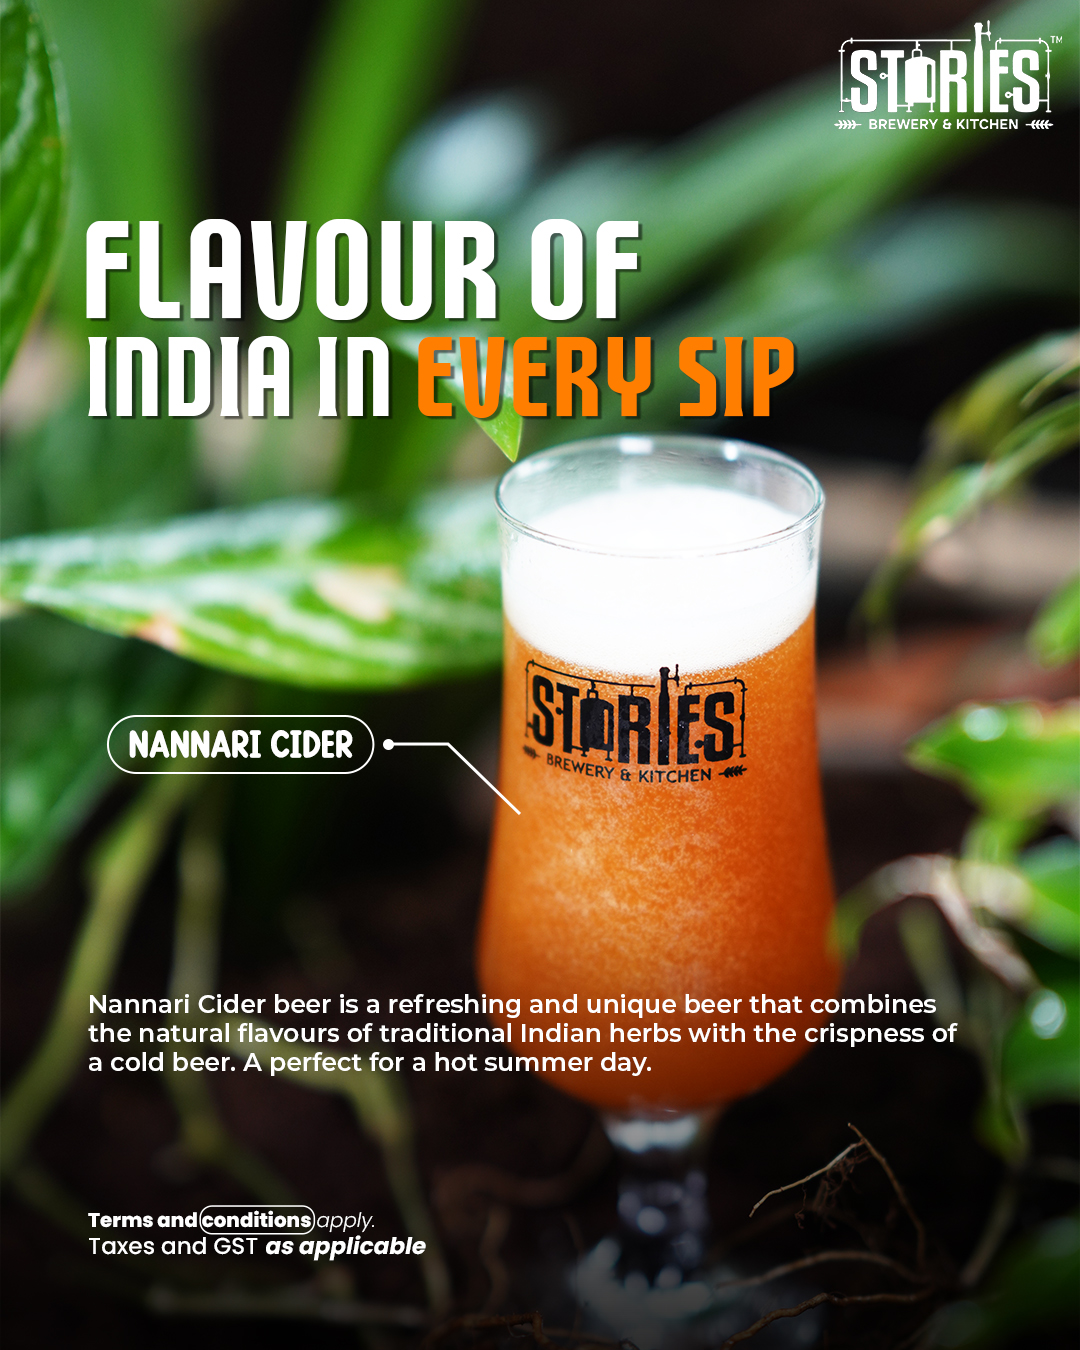 STORIES TM
BREWERY & KITCHEN
FLAVOUR OF
INDIA IN EVERY SIP
STORIES
BREWERY & KITCHEN
NANNARI CIDER
Nannari Cider beer is a refreshing and unique beer that combines
the natural flavours of traditional Indian herbs with the crispness of
a cold beer. A perfect for a hot summer day.
Terms and conditions apply.
Taxes and GST as applicable